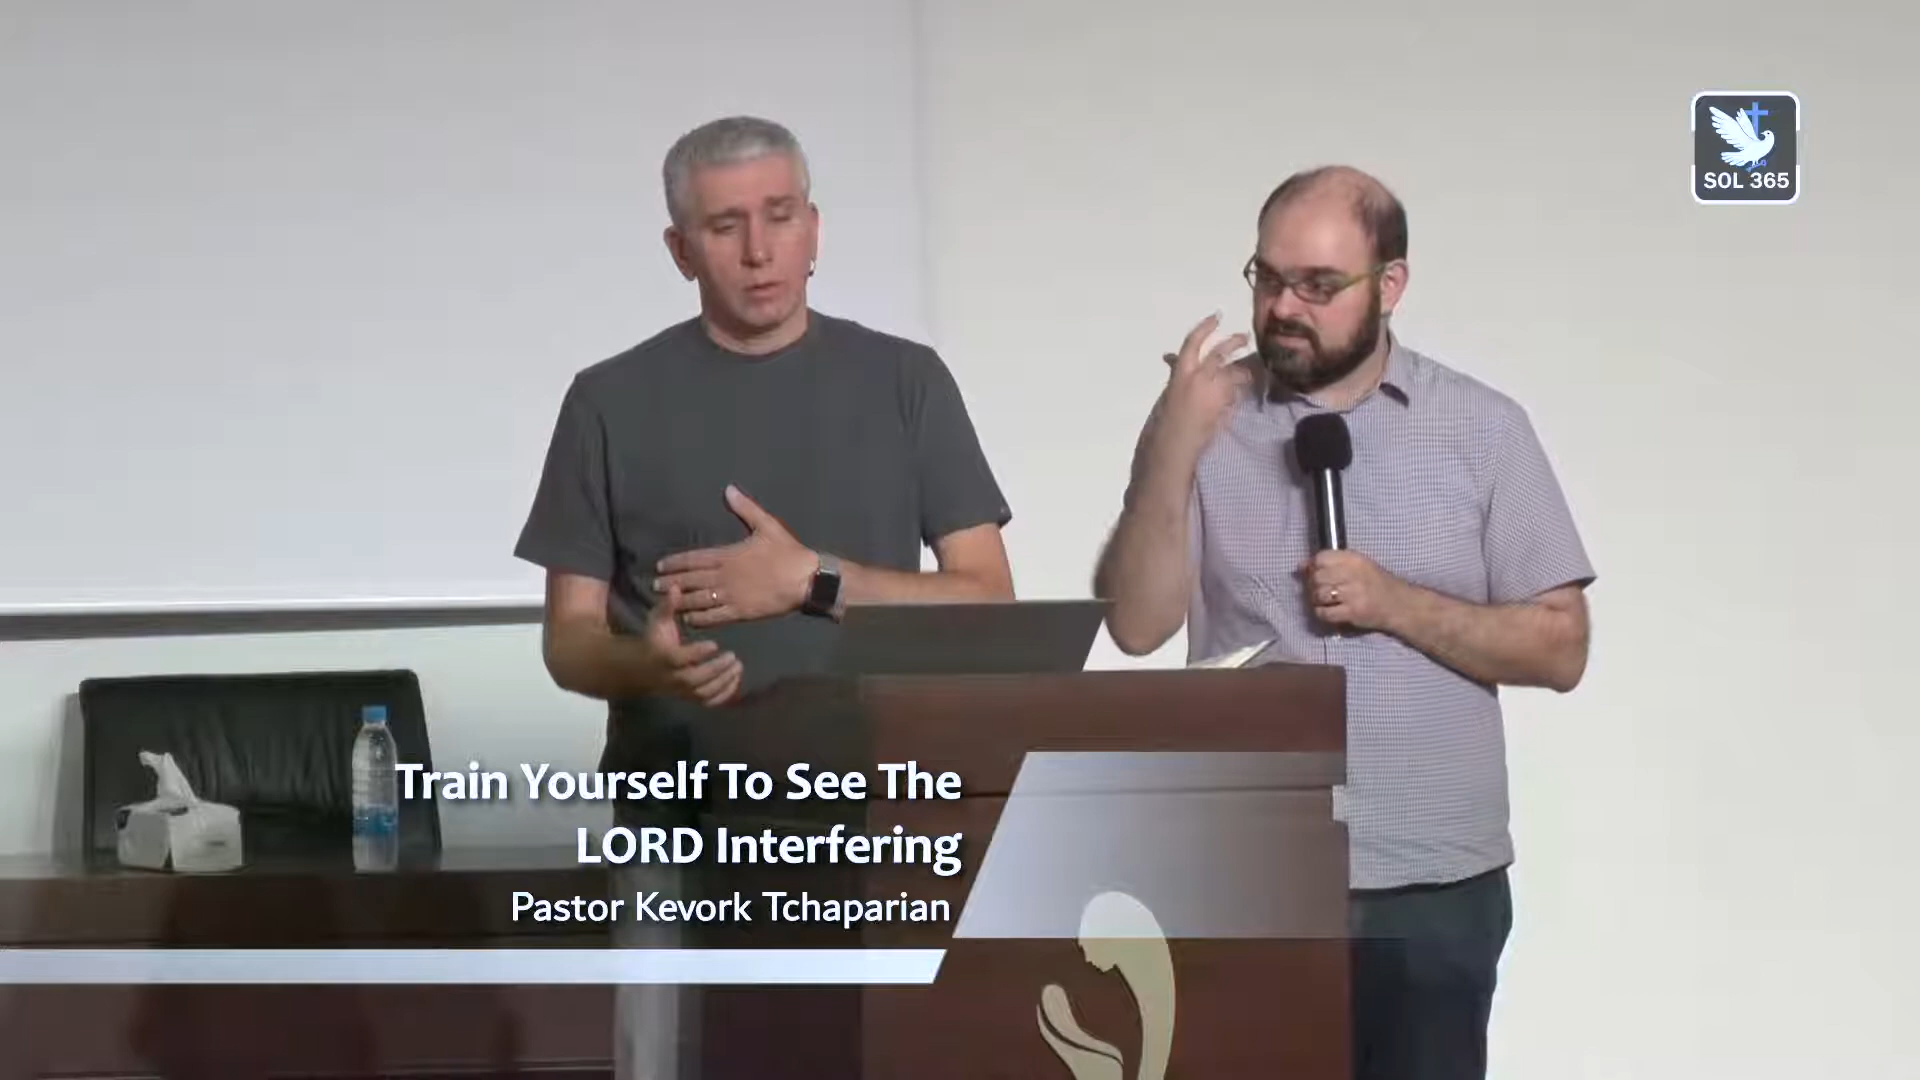 SOL 365
Train Yourself To See The
LORD Interfering
Pastor Kevork Tchaparian